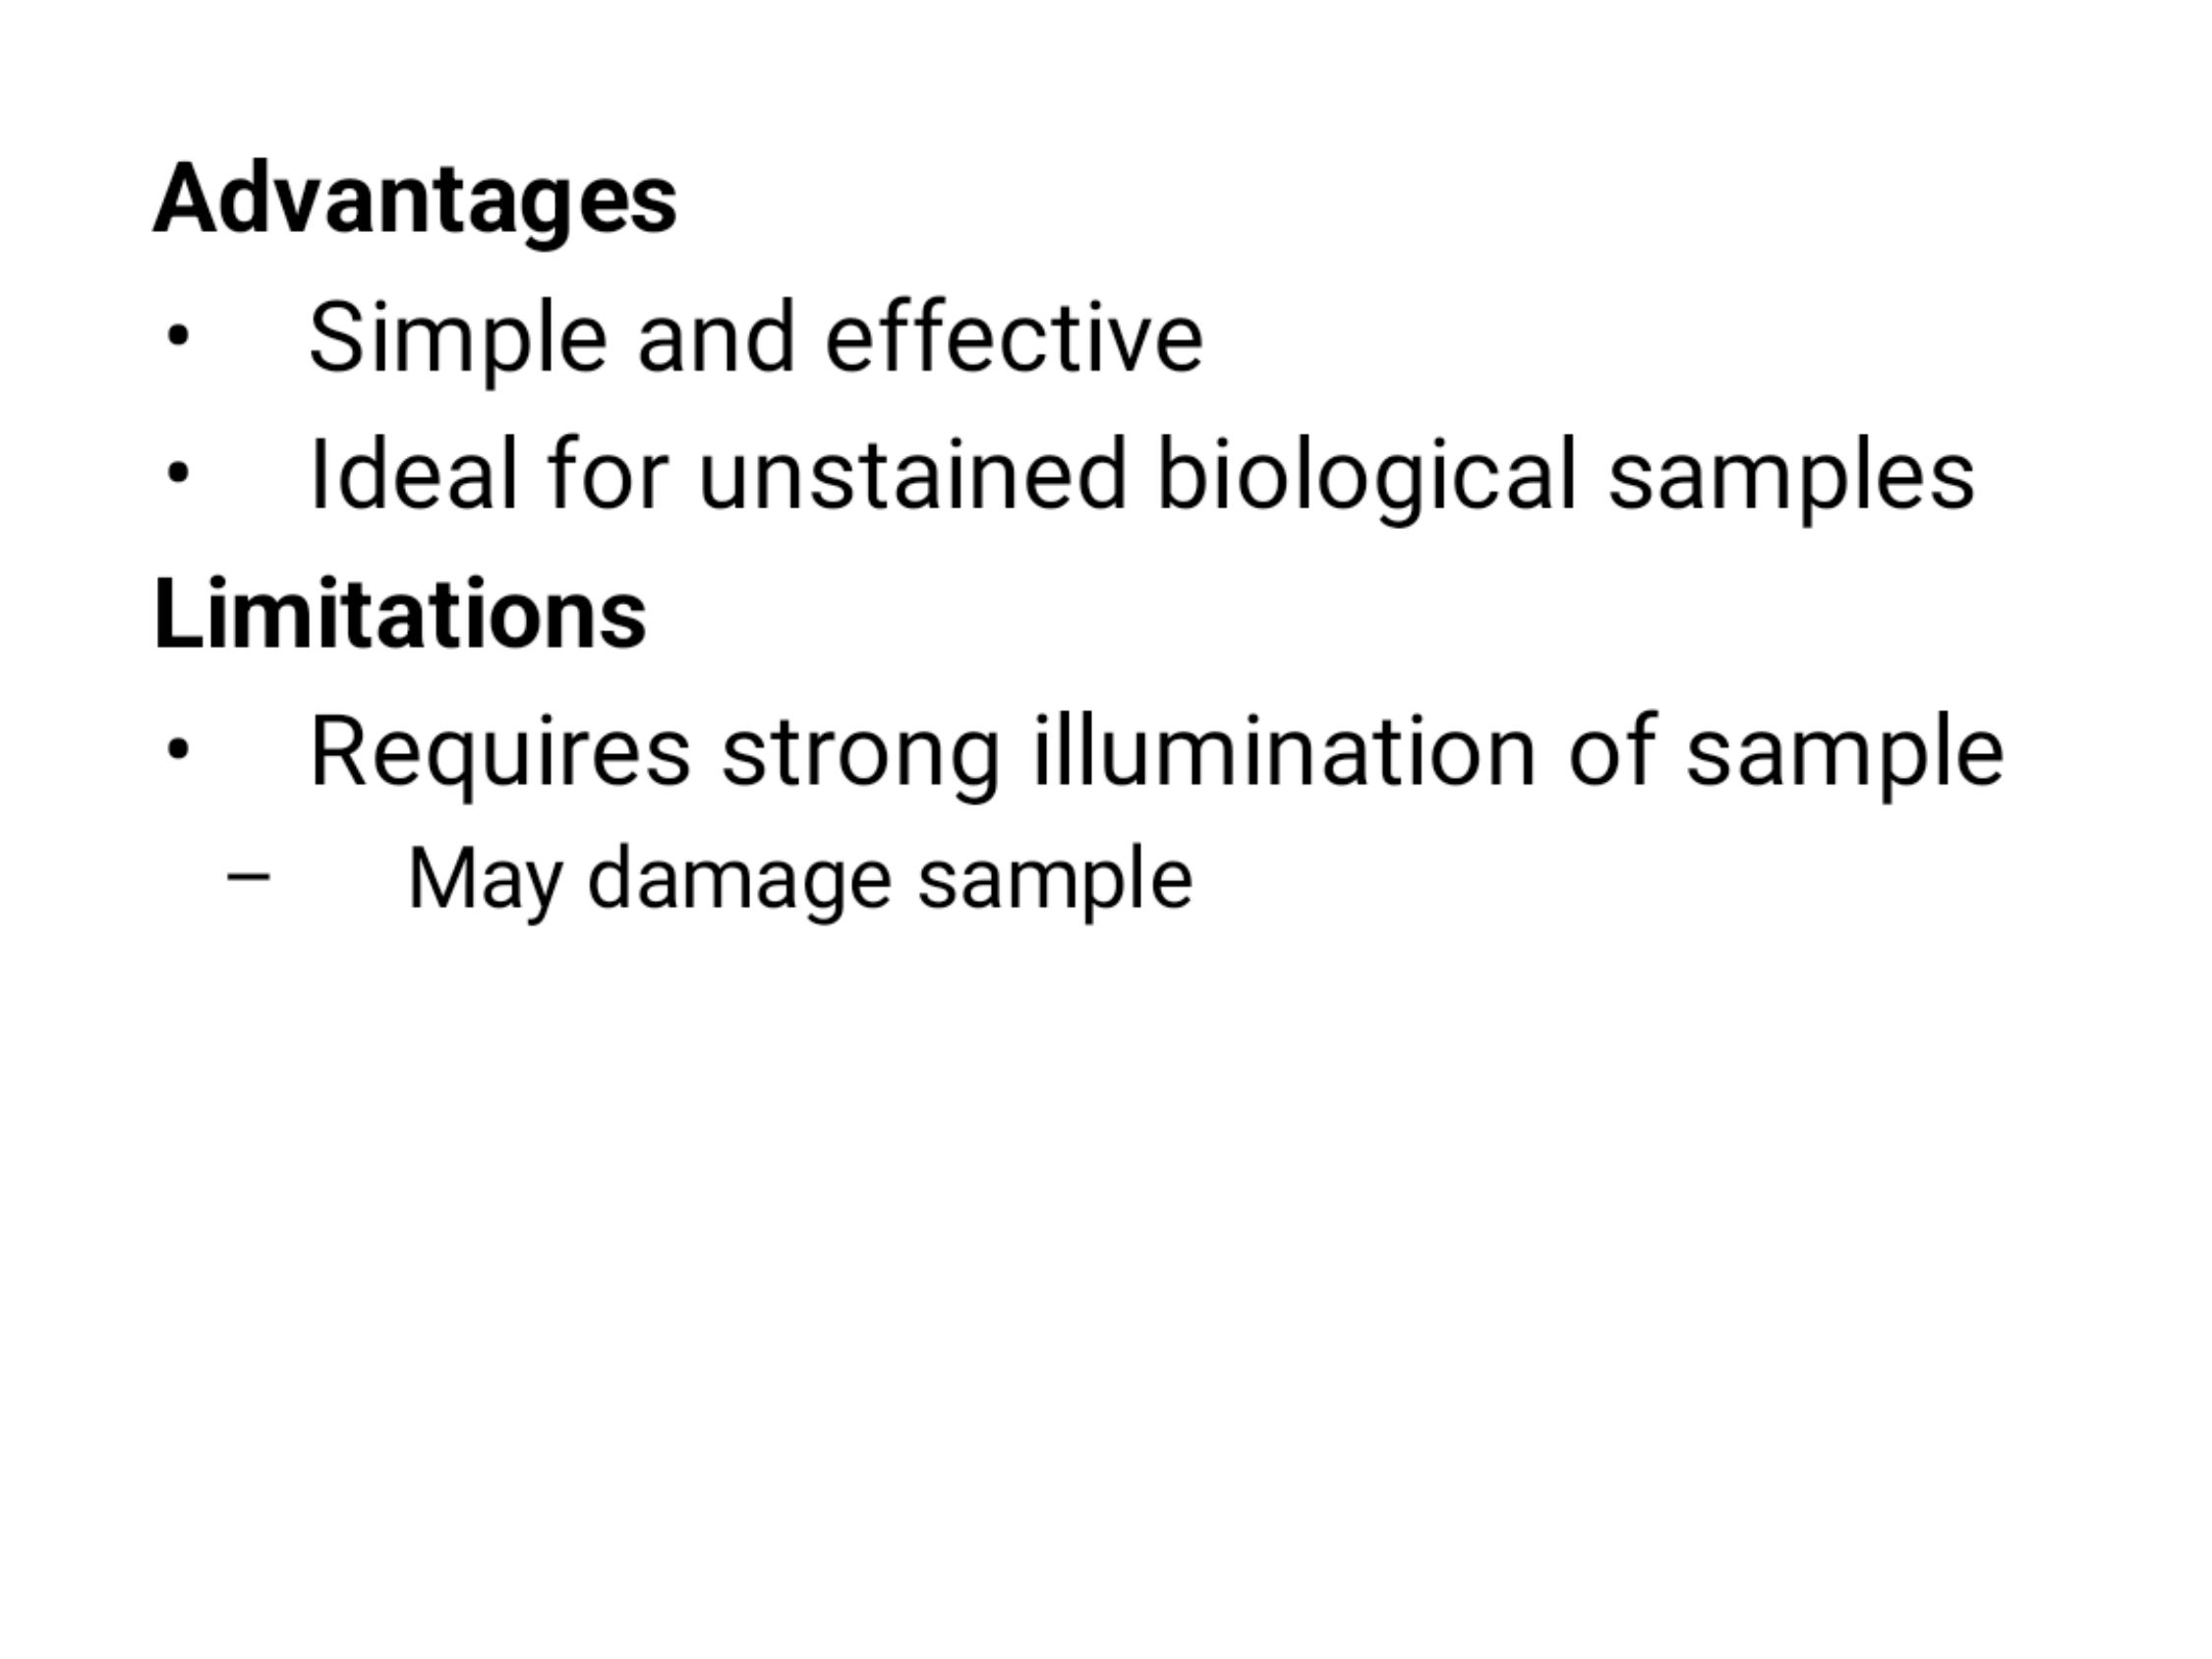 Advantages
• Simple and effective
• Ideal for unstained biological samples
Limitations
• Requires strong illumination of sample
– May damage sample